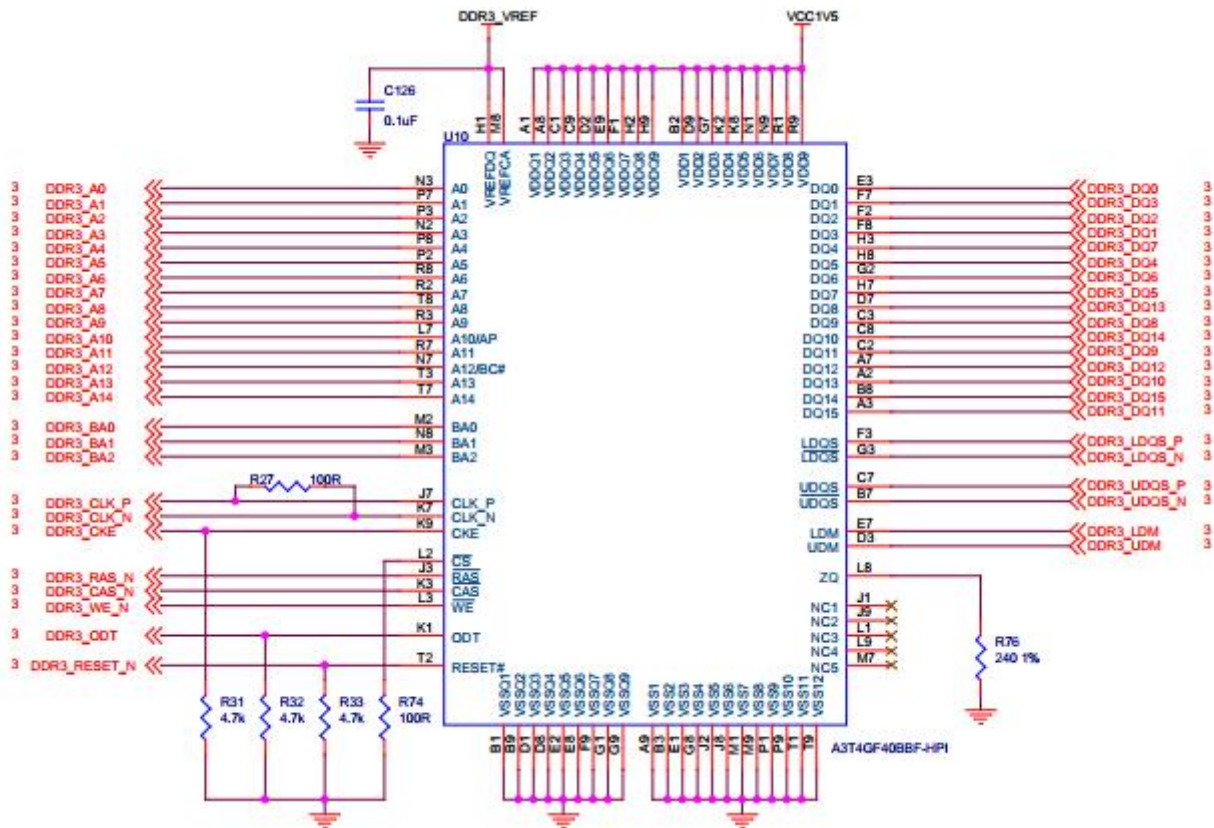 DDR3_VREF VCC1V5
C126
0.1uF
H1 M8 A1 A8 C1 C9 D2 E9 F1 H2 H9 B2 D9 G7 K2 K8 N1 N9 R1 R9
U10
VREFDQ VREFCA VDDQ1 VDDQ2 VDDQ3 VDDQ4 VDDQ5 VDDQ6 VDDQ7 VDDQ8 VDDQ9 VDD1 VDD2 VDD3 VDD4 VDD5 VDD6 VDD7 VDD8 VDD9
3 DDR3_A0 N3 A0 DQ0 E3 DDR3_DQ0 3
3 DDR3_A1 P7 A1 DQ1 F7 DDR3_DQ3 3
3 DDR3_A2 P3 A2 DQ2 F2 DDR3_DQ2 3
3 DDR3_A3 N2 A3 DQ3 F8 DDR3_DQ1 3
3 DDR3_A4 P8 A4 DQ4 H3 DDR3_DQ7 3
3 DDR3_A5 P2 A5 DQ5 H8 DDR3_DQ4 3
3 DDR3_A6 R8 A6 DQ6 G2 DDR3_DQ6 3
3 DDR3_A7 R2 A7 DQ7 H7 DDR3_DQ5 3
3 DDR3_A8 T8 A8 DQ8 D7 DDR3_DQ13 3
3 DDR3_A9 R3 A9 DQ9 C3 DDR3_DQ8 3
3 DDR3_A10 L7 A10/AP DQ10 C8 DDR3_DQ14 3
3 DDR3_A11 R7 A11 DQ11 C2 DDR3_DQ9 3
3 DDR3_A12 N7 A12/BC# DQ12 A7 DDR3_DQ12 3
3 DDR3_A13 T3 A13 DQ13 A2 DDR3_DQ10 3
3 DDR3_A14 T7 A14 DQ14 B8 DDR3_DQ15 3
DQ15 A3 DDR3_DQ11 3
3 DDR3_BA0 M2 BA0
3 DDR3_BA1 N8 BA1 LDQS F3 DDR3_LDQS_P 3
3 DDR3_BA2 M3 BA2 LDQS G3 DDR3_LDQS_N 3
R27 100R
UDQS C7 DDR3_UDQS_P 3
3 DDR3_CLK_P J7 CLK_P UDQS B7 DDR3_UDQS_N 3
3 DDR3_CLK_N K7 CLK_N
3 DDR3_CKE K9 CKE LDM E7 DDR3_LDM 3
UDM D3 DDR3_UDM 3
L2 CS
3 DDR3_RAS_N J3 RAS ZQ L8
3 DDR3_CAS_N K3 CAS
3 DDR3_WE_N L3 WE NC1 J1
NC2 J9
3 DDR3_ODT K1 ODT NC3 L1
NC4 L9
3 DDR3_RESET_N T2 RESET# NC5 M7
R76
240 1%
R31 R32 R33 R74
4.7k 4.7k 4.7k 100R
VSSQ1 VSSQ2 VSSQ3 VSSQ4 VSSQ5 VSSQ6 VSSQ7 VSSQ8 VSSQ9 VSS1 VSS2 VSS3 VSS4 VSS5 VSS6 VSS7 VSS8 VSS9 VSS10 VSS11 VSS12
B1 B9 D1 D8 E2 E8 F9 G1 G9 A9 B3 E1 G8 J2 J8 M1 M9 P1 P9 T1 T9
A3T4GF40BBF-HPI